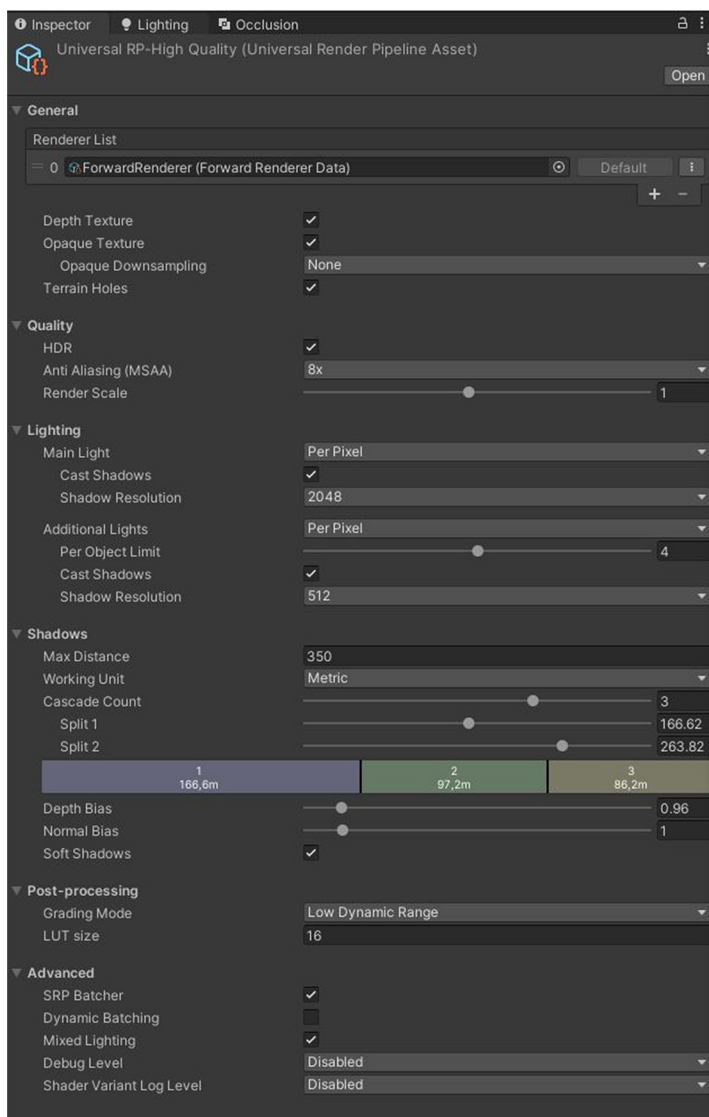 Inspector Lighting Occlusion
Universal RP-High Quality (Universal Render Pipeline Asset)
Open
General
Renderer List
0 ForwardRenderer (Forward Renderer Data) Default
+ −
Depth Texture
Opaque Texture
Opaque Downsampling None
Terrain Holes
Quality
HDR
Anti Aliasing (MSAA) 8x
Render Scale 1
Lighting
Main Light Per Pixel
Cast Shadows
Shadow Resolution 2048
Additional Lights Per Pixel
Per Object Limit 4
Cast Shadows
Shadow Resolution 512
Shadows
Max Distance 350
Working Unit Metric
Cascade Count 3
Split 1 166.62
Split 2 263.82
1 2 3
166,6m 97,2m 86,2m
Depth Bias 0.96
Normal Bias 1
Soft Shadows
Post-processing
Grading Mode Low Dynamic Range
LUT size 16
Advanced
SRP Batcher
Dynamic Batching
Mixed Lighting
Debug Level Disabled
Shader Variant Log Level Disabled